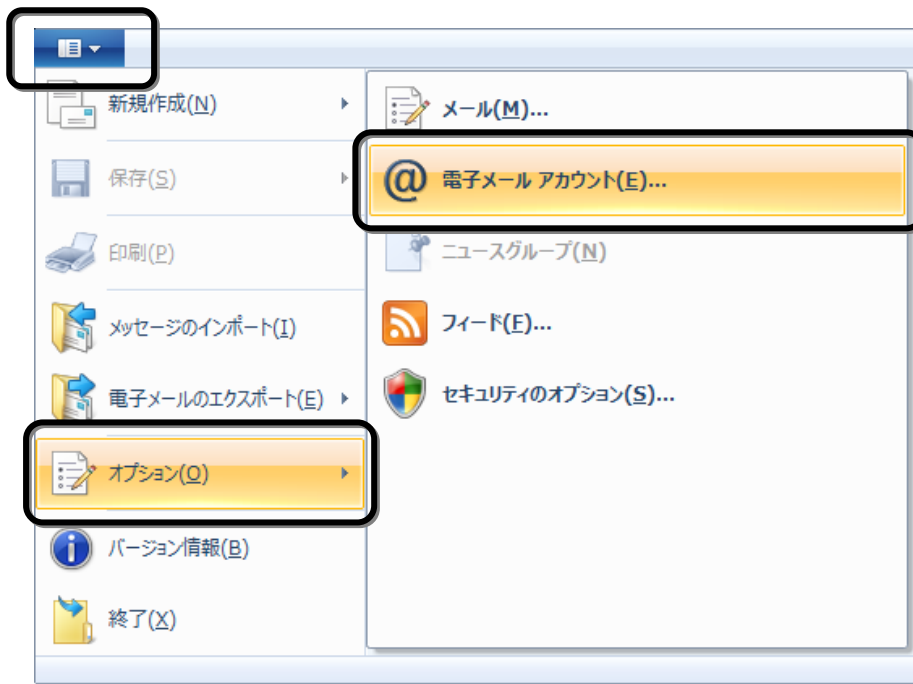 新規作成(N)
保存(S)
印刷(P)
メッセージのインポート(I)
電子メールのエクスポート(E)
オプション(O)
バージョン情報(B)
終了(X)
メール(M)...
@ 電子メール アカウント(E)...
ニュースグループ(N)
フィード(F)...
セキュリティのオプション(S)...